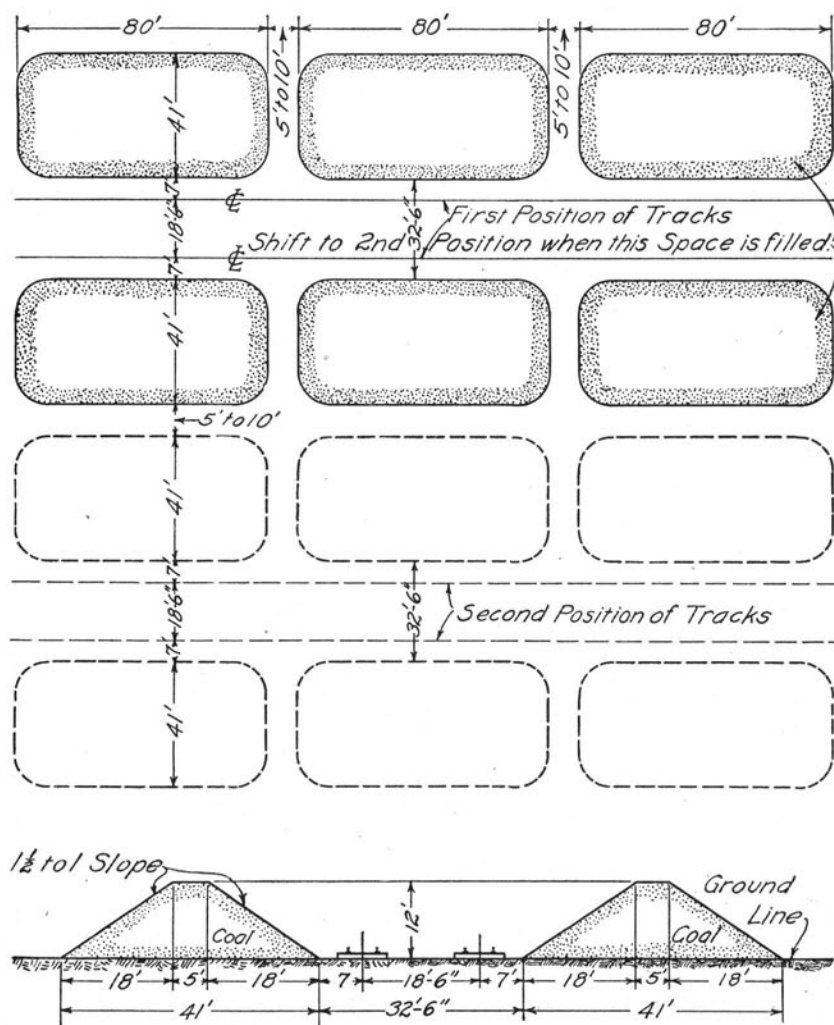 80' 80' 80'
5' to 10' 5' to 10'
41'
7'
℄
18'-6"
32'-6"
First Position of Tracks
Shift to 2nd Position when this Space is filled
℄
7'
41'
5' to 10'
41'
7'
18'-6"
32'-6"
Second Position of Tracks
7'
41'
1½ to 1 Slope
Coal
12'
Coal
Ground
Line
18' 5' 18' 7' 18'-6" 7' 18' 5' 18'
41' 32'-6" 41'